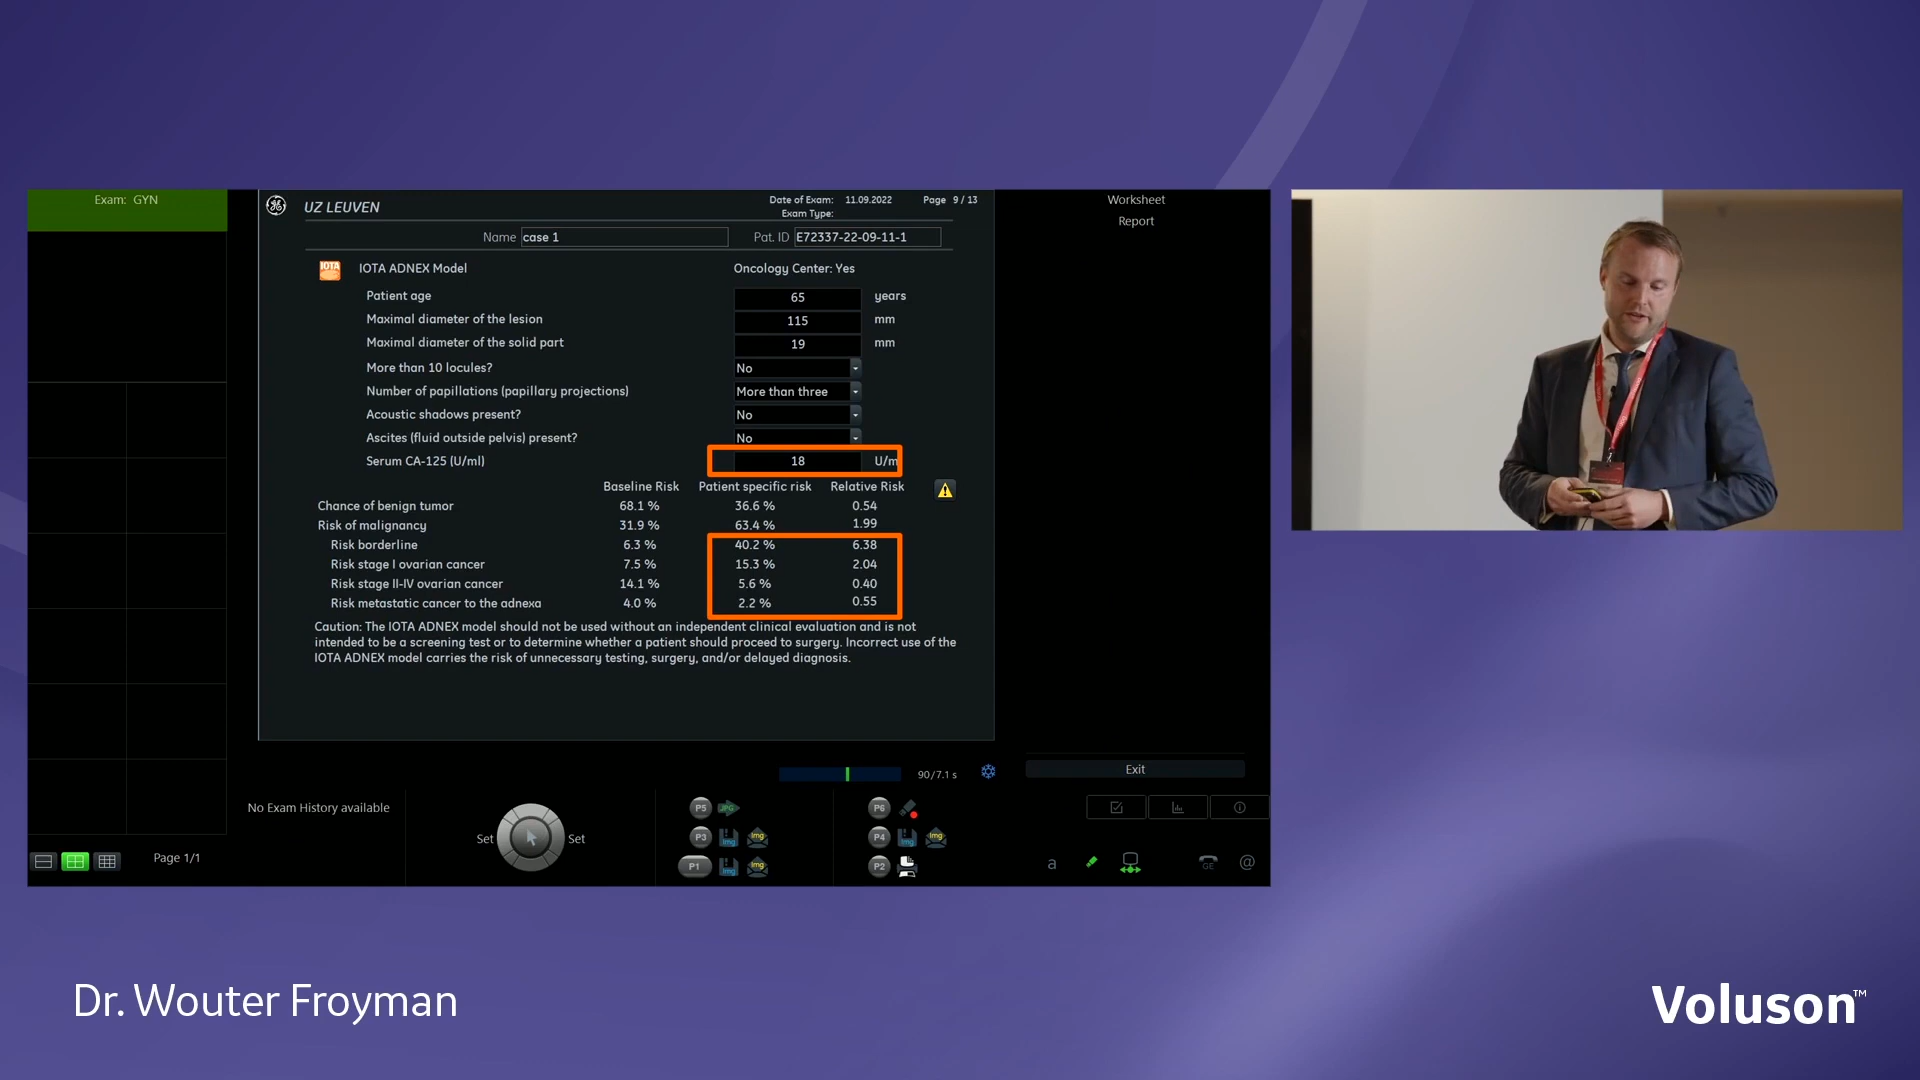 Exam: GYN
UZ LEUVEN
Date of Exam: 11.09.2022 Page 9 / 13
Exam Type:
Name case 1 Pat. ID E72337-22-09-11-1
IOTA
IOTA ADNEX Model Oncology Center: Yes
Patient age 65 years
Maximal diameter of the lesion 115 mm
Maximal diameter of the solid part 19 mm
More than 10 locules? No
Number of papillations (papillary projections) More than three
Acoustic shadows present? No
Ascites (fluid outside pelvis) present? No
Serum CA-125 (U/ml) 18 U/m
Baseline Risk Patient specific risk Relative Risk
Chance of benign tumor 68.1 % 36.6 % 0.54
Risk of malignancy 31.9 % 63.4 % 1.99
Risk borderline 6.3 % 40.2 % 6.38
Risk stage I ovarian cancer 7.5 % 15.3 % 2.04
Risk stage II-IV ovarian cancer 14.1 % 5.6 % 0.40
Risk metastatic cancer to the adnexa 4.0 % 2.2 % 0.55
Caution: The IOTA ADNEX model should not be used without an independent clinical evaluation and is not
intended to be a screening test or to determine whether a patient should proceed to surgery. Incorrect use of the
IOTA ADNEX model carries the risk of unnecessary testing, surgery, and/or delayed diagnosis.
Worksheet
Report
90/7.1 s
Exit
No Exam History available
Set Set
P5 JPG
P3 Img Img
P1 Img Img
P6
P4 Img Img
P2
a GE @
Page 1/1
Dr. Wouter Froyman
Voluson™